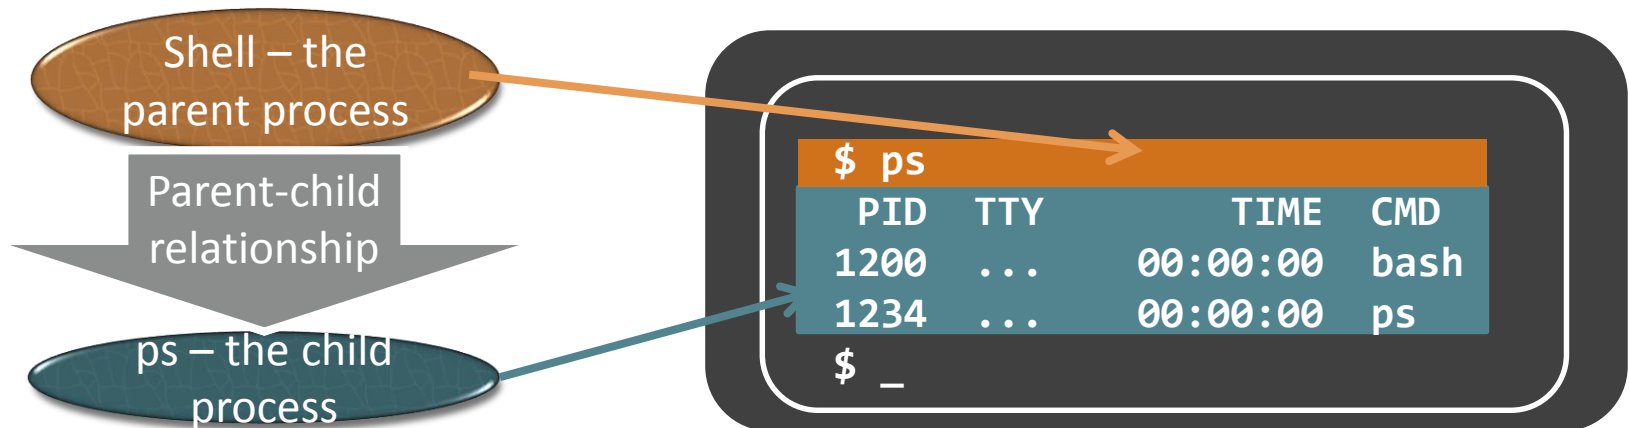 Shell – the
parent process
Parent-child
relationship
ps – the child
process
$ ps
PID TTY TIME CMD
1200 ... 00:00:00 bash
1234 ... 00:00:00 ps
$ _